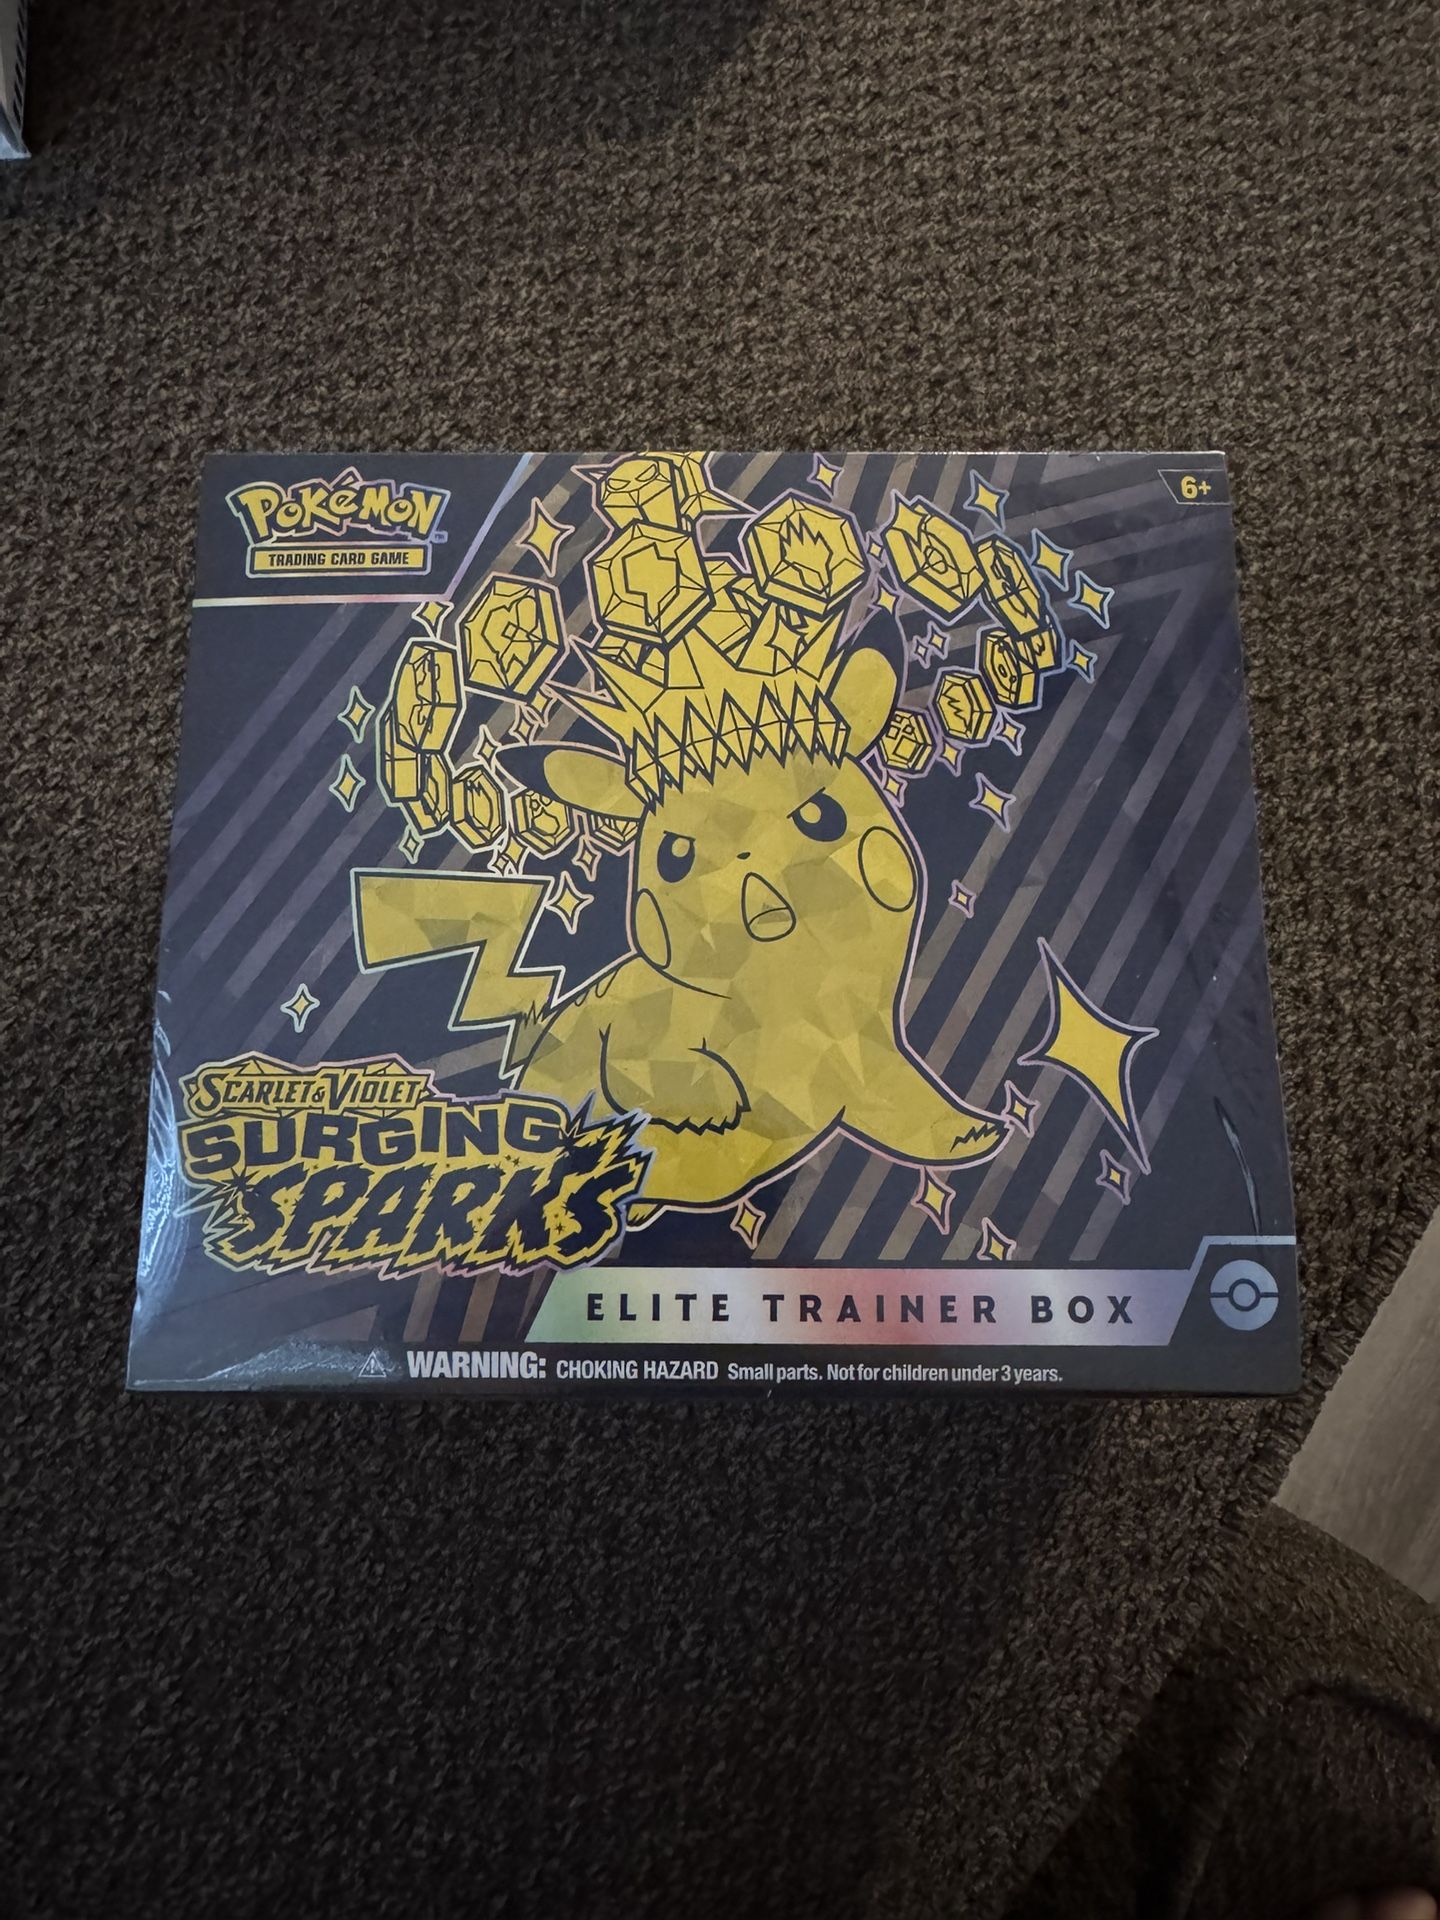 6+
POKéMON
TM
TRADING CARD GAME
SCARLET & VIOLET
SURGING
SPARKS
ELITE TRAINER BOX
WARNING: CHOKING HAZARD Small parts. Not for children under 3 years.